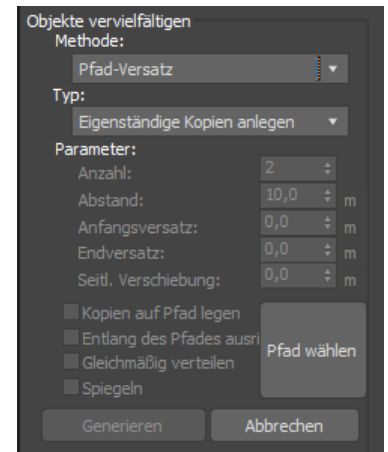 Objekte vervielfältigen
Methode:
Pfad-Versatz
Typ:
Eigenständige Kopien anlegen
Parameter:
Anzahl: 2
Abstand: 10,0 m
Anfangsversatz: 0,0 m
Endversatz: 0,0 m
Seitl. Verschiebung: 0,0 m
Kopien auf Pfad legen
Entlang des Pfades ausri
Gleichmäßig verteilen
Spiegeln
Pfad wählen
Generieren Abbrechen